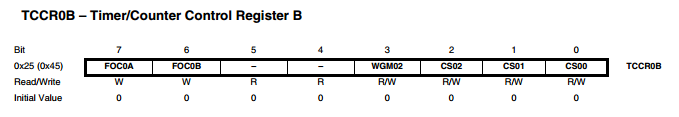 TCCR0B – Timer/Counter Control Register B
Bit 7 6 5 4 3 2 1 0
0x25 (0x45) FOC0A FOC0B – – WGM02 CS02 CS01 CS00 TCCR0B
Read/Write W W R R R/W R/W R/W R/W
Initial Value 0 0 0 0 0 0 0 0